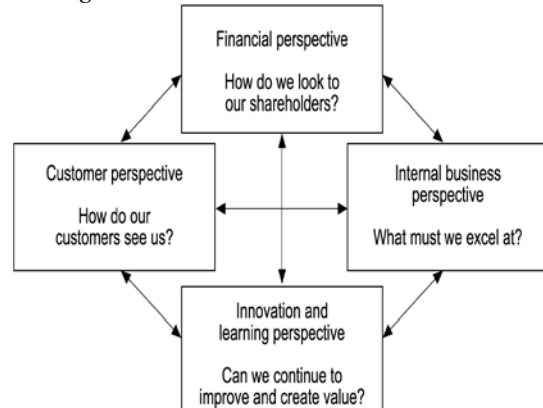 Financial perspective
How do we look to
our shareholders?
Customer perspective
How do our
customers see us?
Internal business
perspective
What must we excel at?
Innovation and
learning perspective
Can we continue to
improve and create value?